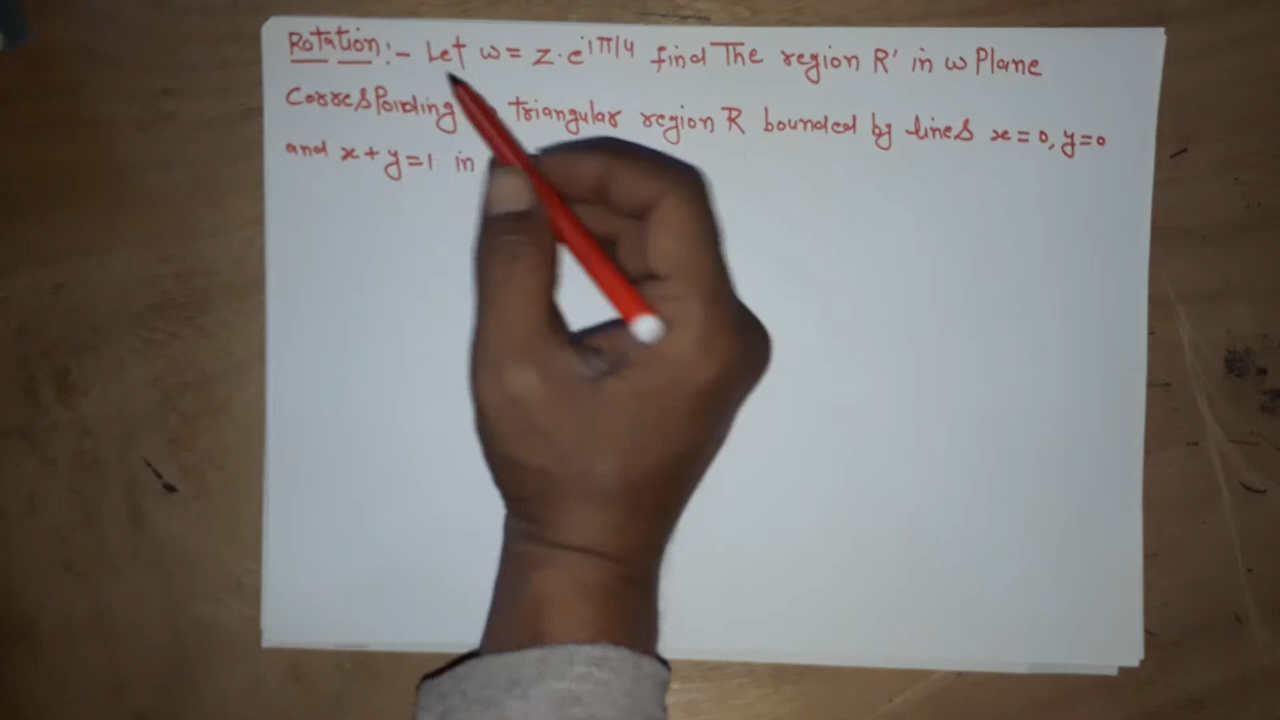 Rotation:- Let w = z·e^iπ/4 find The region R' in w Plane
Corresponding triangular region R bounded by lines x=0, y=0
and x+y=1 in